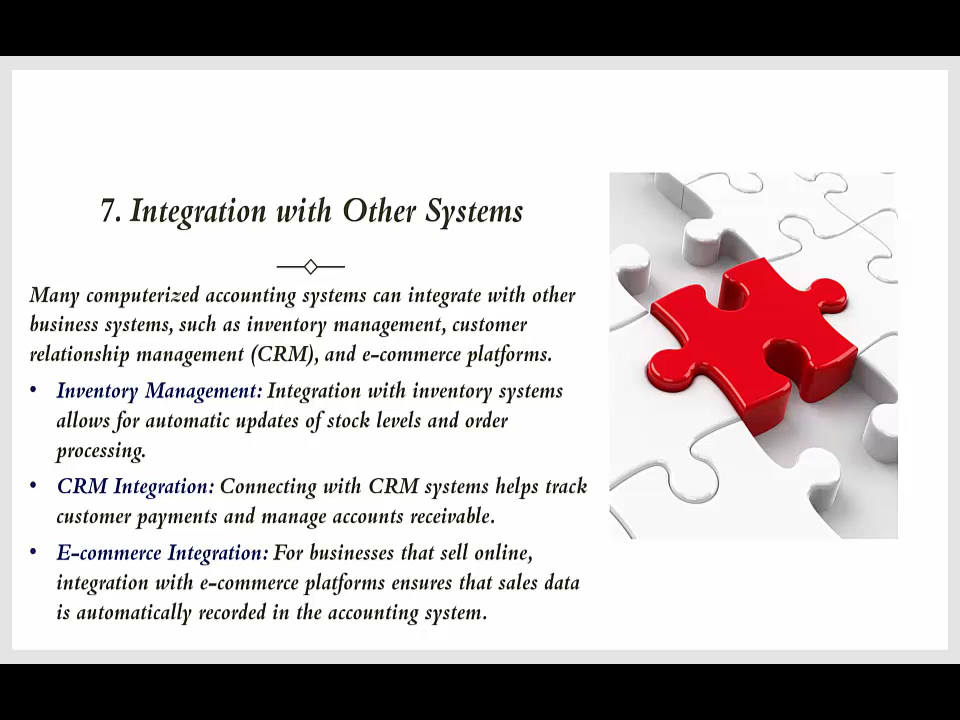 7. Integration with Other Systems
Many computerized accounting systems can integrate with other
business systems, such as inventory management, customer
relationship management (CRM), and e-commerce platforms.
• Inventory Management: Integration with inventory systems
allows for automatic updates of stock levels and order
processing.
• CRM Integration: Connecting with CRM systems helps track
customer payments and manage accounts receivable.
• E-commerce Integration: For businesses that sell online,
integration with e-commerce platforms ensures that sales data
is automatically recorded in the accounting system.